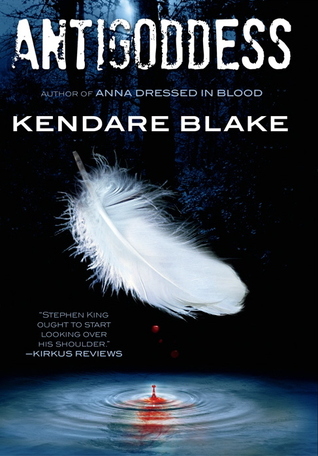 ANTIGODDESS
AUTHOR OF ANNA DRESSED IN BLOOD
KENDARE BLAKE
"STEPHEN KING
OUGHT TO START
LOOKING OVER
HIS SHOULDER."
—KIRKUS REVIEWS